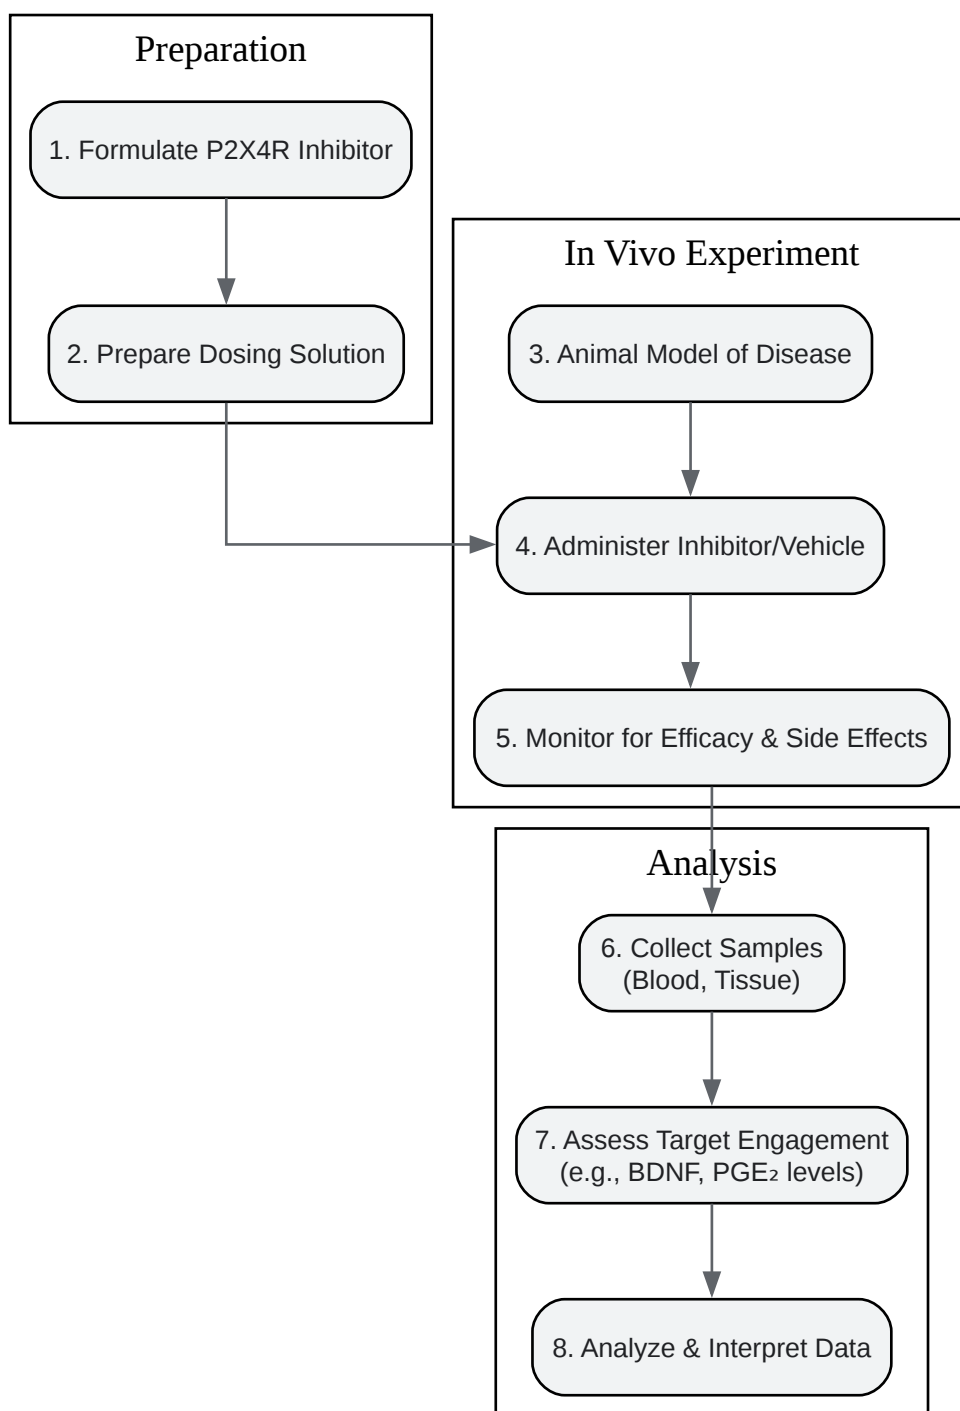 Preparation
1. Formulate P2X4R Inhibitor
2. Prepare Dosing Solution
In Vivo Experiment
3. Animal Model of Disease
4. Administer Inhibitor/Vehicle
5. Monitor for Efficacy & Side Effects
Analysis
6. Collect Samples
(Blood, Tissue)
7. Assess Target Engagement
(e.g., BDNF, PGE₂ levels)
8. Analyze & Interpret Data